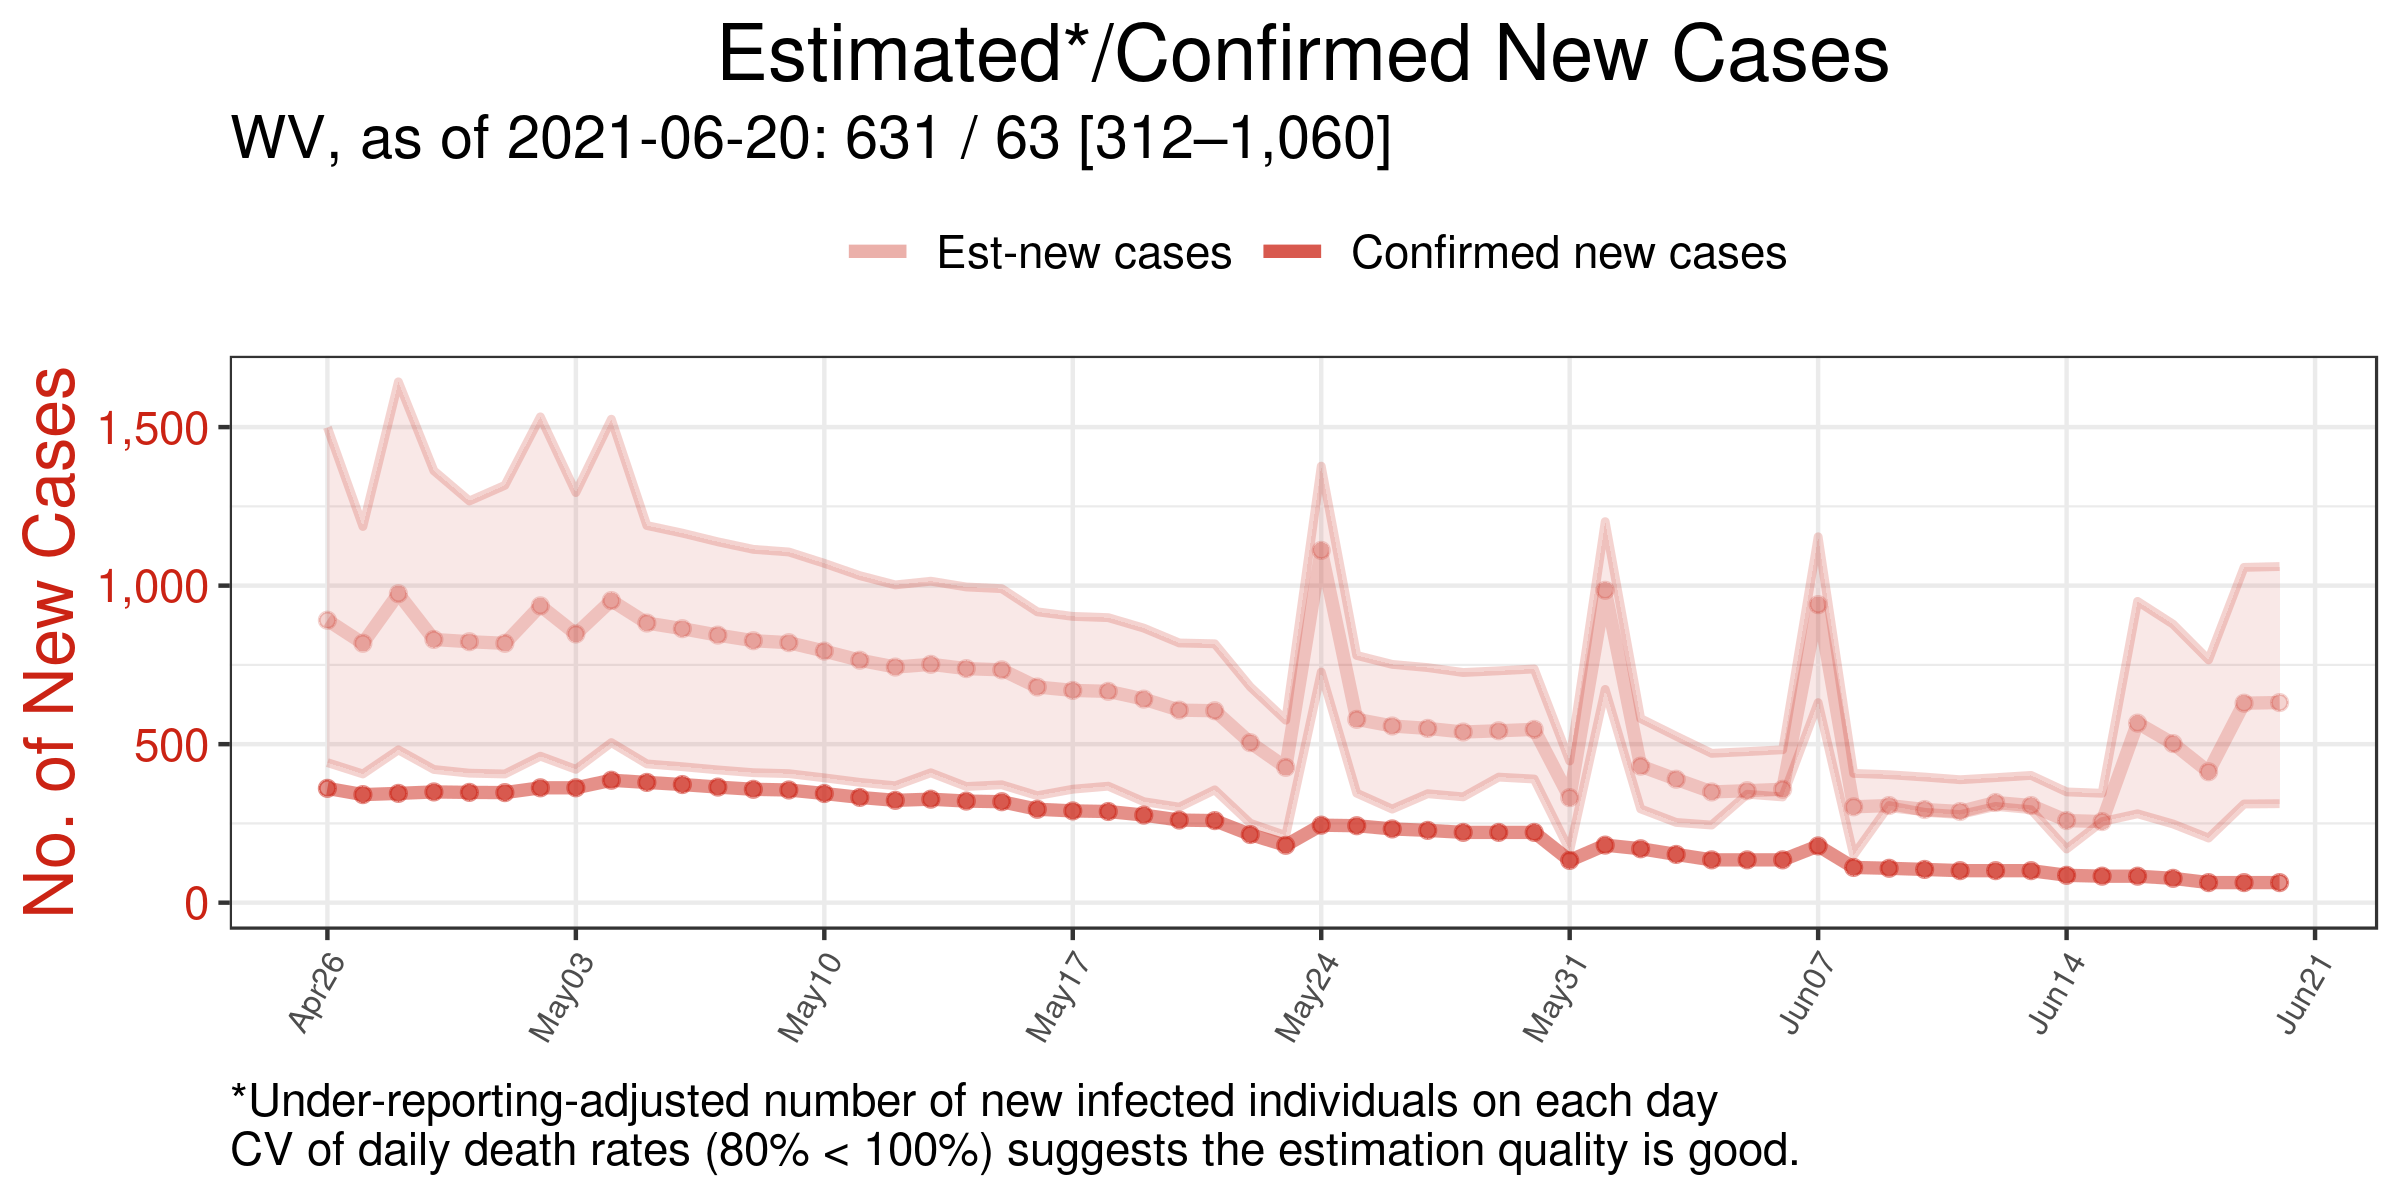 Estimated*/Confirmed New Cases
WV, as of 2021-06-20: 631 / 63 [312–1,060]
Est-new cases Confirmed new cases
No. of New Cases
1,500
1,000
500
0
Apr26 May03 May10 May17 May24 May31 Jun07 Jun14 Jun21
*Under-reporting-adjusted number of new infected individuals on each day
CV of daily death rates (80% < 100%) suggests the estimation quality is good.